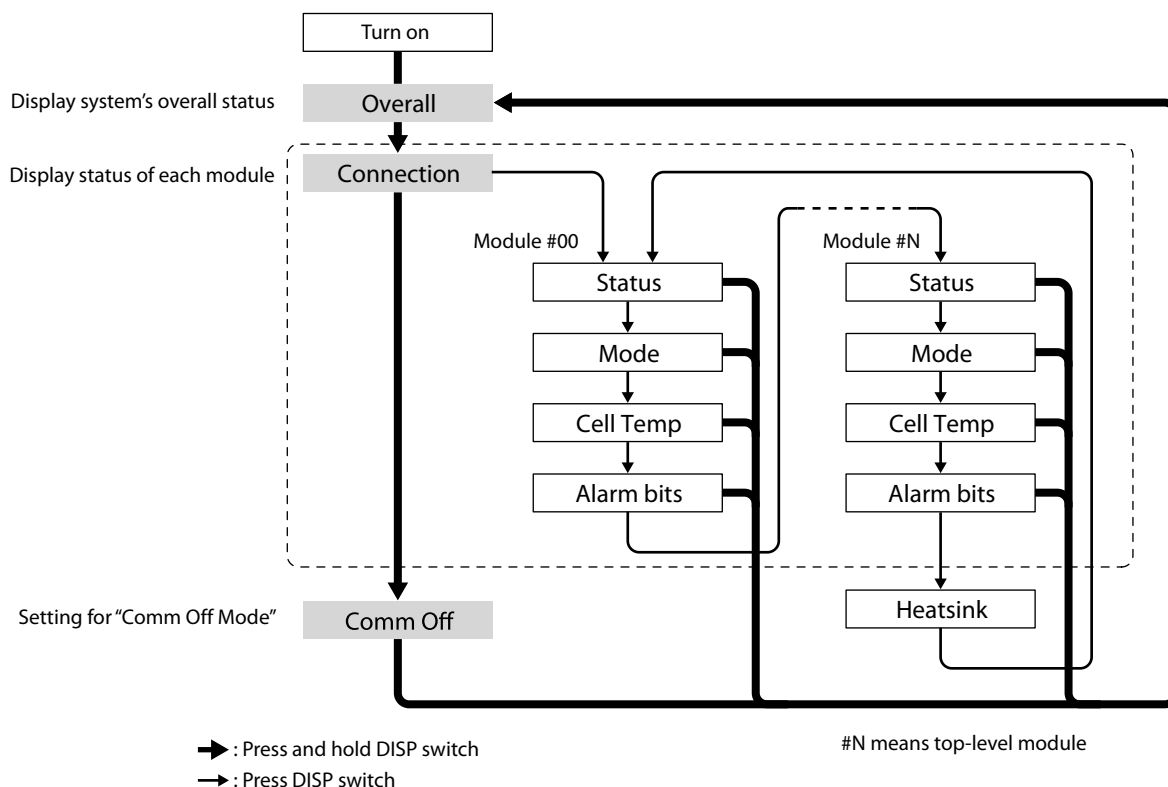 Turn on
Display system’s overall status
Overall
Display status of each module
Connection
Module #00
Module #N
Status
Status
Mode
Mode
Cell Temp
Cell Temp
Alarm bits
Alarm bits
Setting for “Comm Off Mode”
Comm Off
Heatsink
: Press and hold DISP switch
#N means top-level module
: Press DISP switch